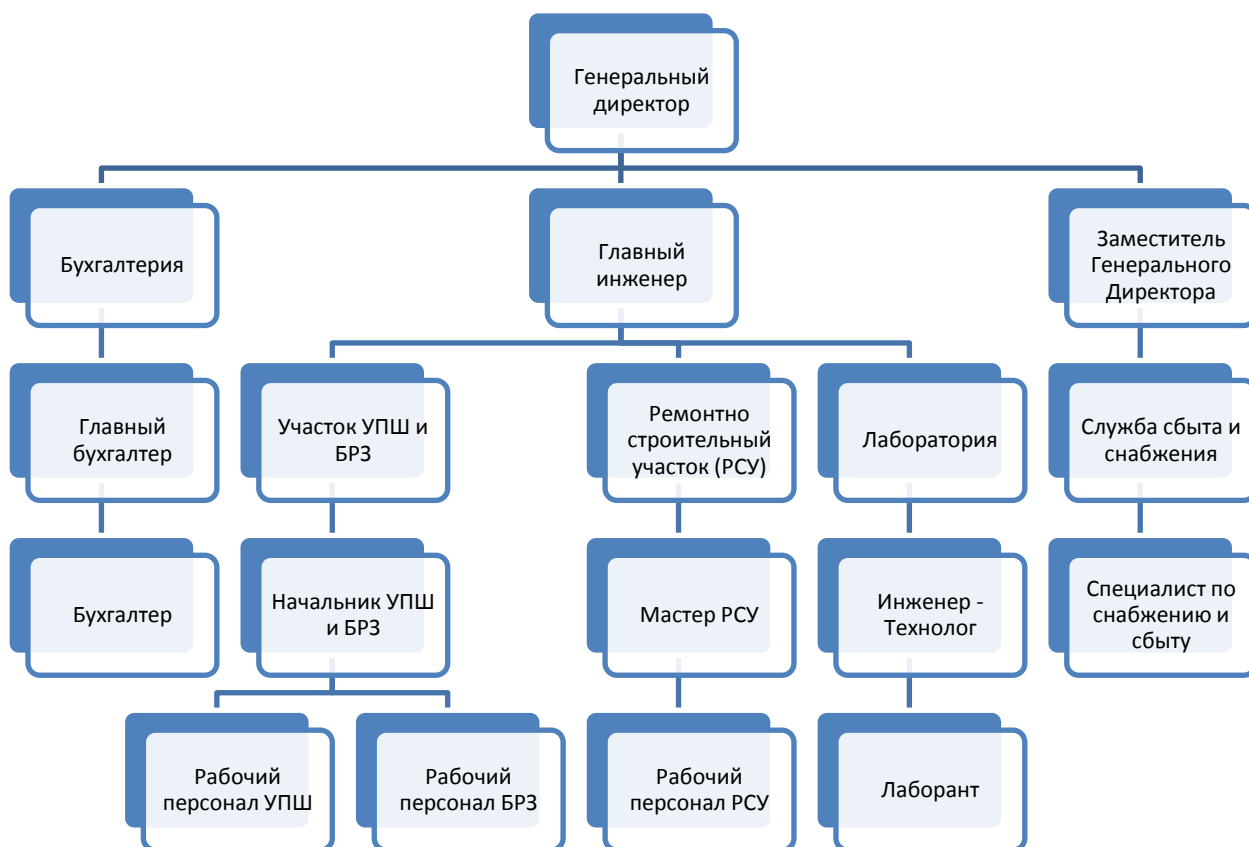 Генеральный
директор
Бухгалтерия
Главный
инженер
Заместитель
Генерального
Директора
Главный
бухгалтер
Участок УПШ и
БРЗ
Ремонтно
строительный
участок (РСУ)
Лаборатория
Служба сбыта и
снабжения
Бухгалтер
Начальник УПШ
и БРЗ
Мастер РСУ
Инженер -
Технолог
Специалист по
снабжению и
сбыту
Рабочий
персонал УПШ
Рабочий
персонал БРЗ
Рабочий
персонал РСУ
Лаборант